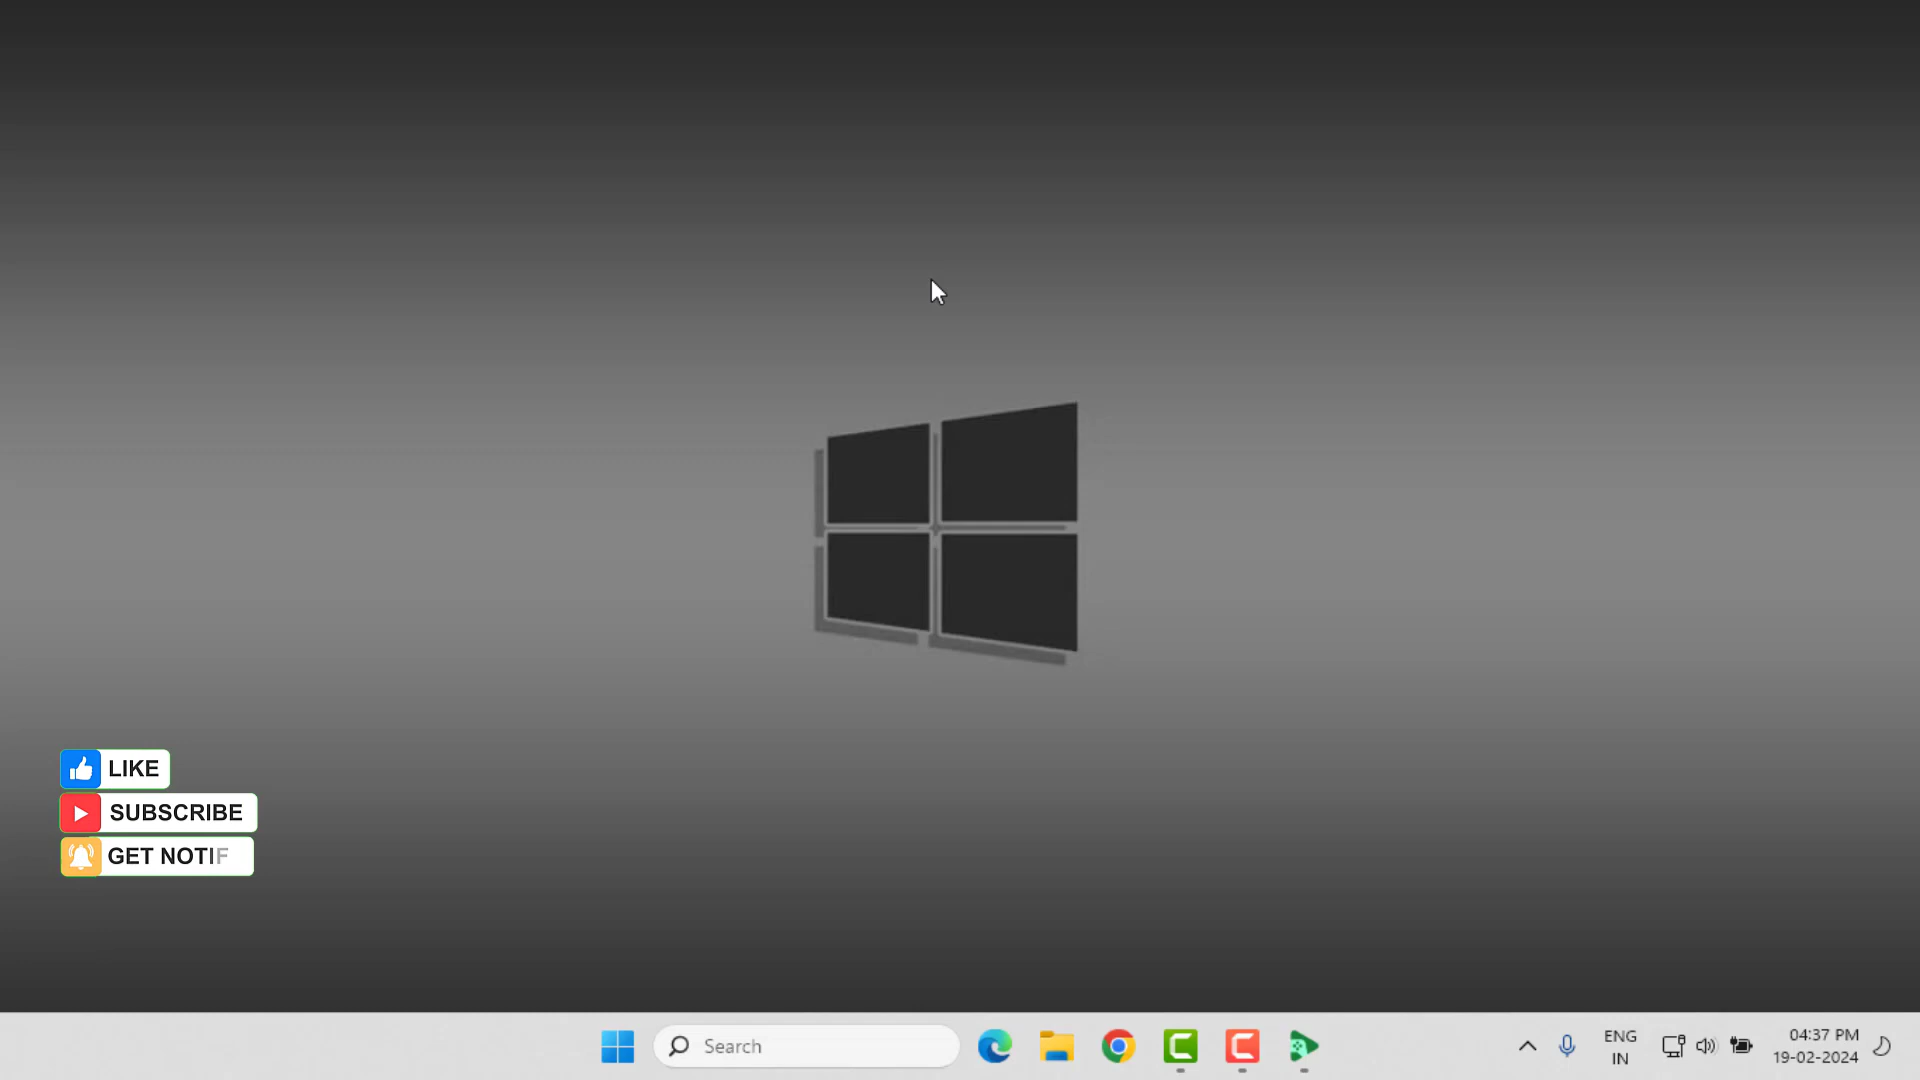 LIKE
SUBSCRIBE
GET NOTIF
Search
ENG
IN
04:37 PM
19-02-2024